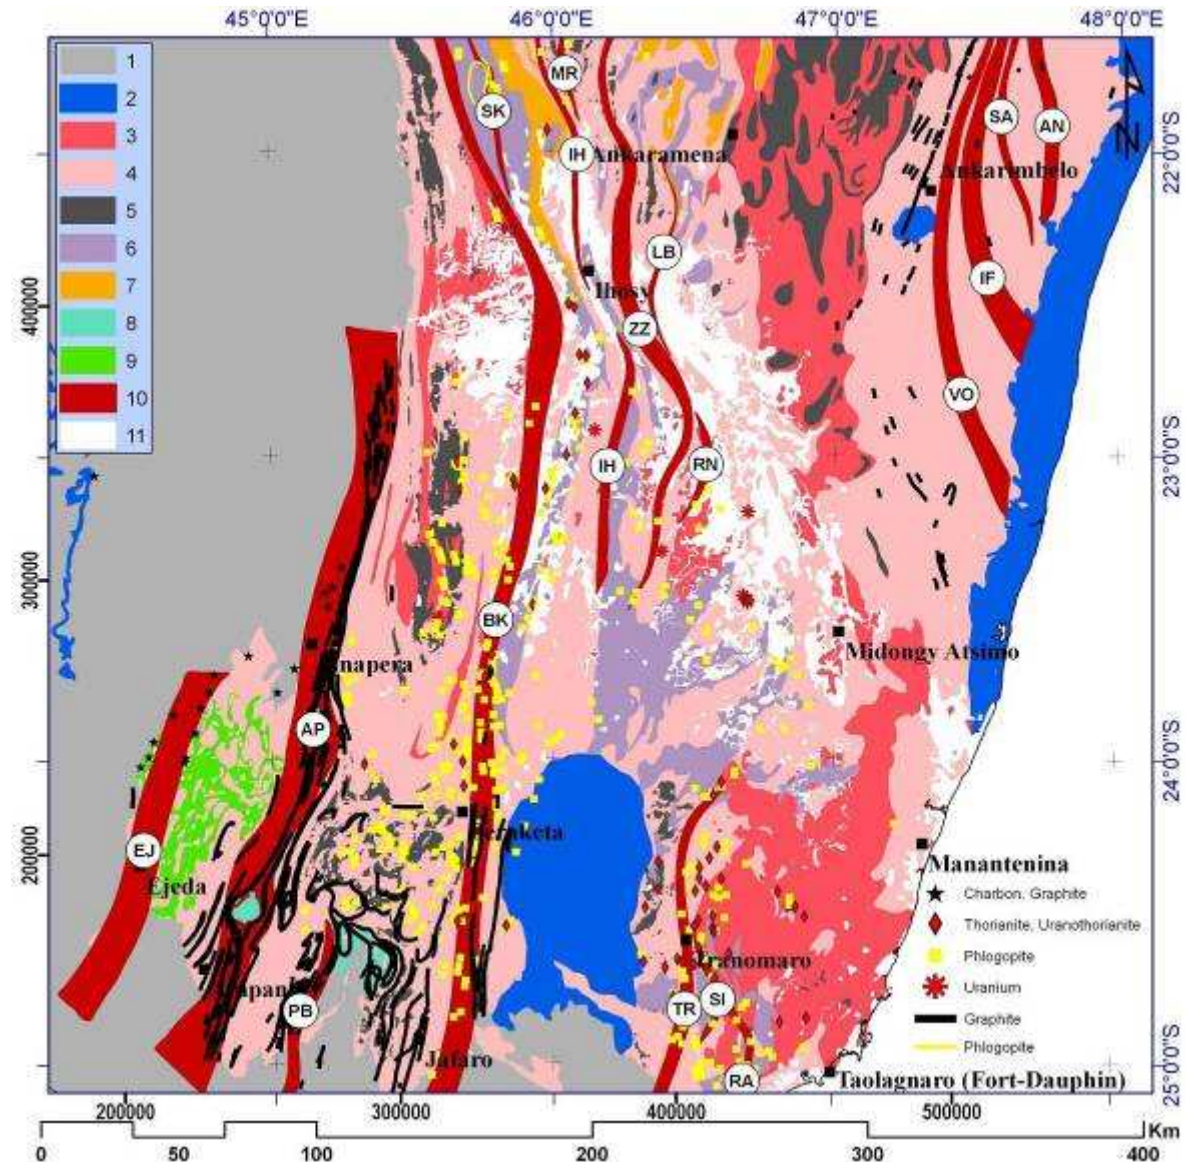 45°0'0"E 46°0'0"E 47°0'0"E 48°0'0"E
1
2
3
4
5
6
7
8
9
10
11
MR
SK
SA
AN
N
IH
Ankaramena
22°0'0"S
Ankarimbelo
LB
IF
Ihosy
400000
ZZ
VO
IH
RN
23°0'0"S
300000
BK
Midongy Atsimo
AP
24°0'0"S
EJ
200000
Ejeda
Manantenina
Charbon, Graphite
Thorianite, Uranothorianite
Phlogopite
Tranomaro
Uranium
PB
TR
SI
Graphite
Phlogopite
Jafaro
25°0'0"S
RA
Taolagnaro (Fort-Dauphin)
200000 300000 400000 500000
Km
0 50 100 200 300 400